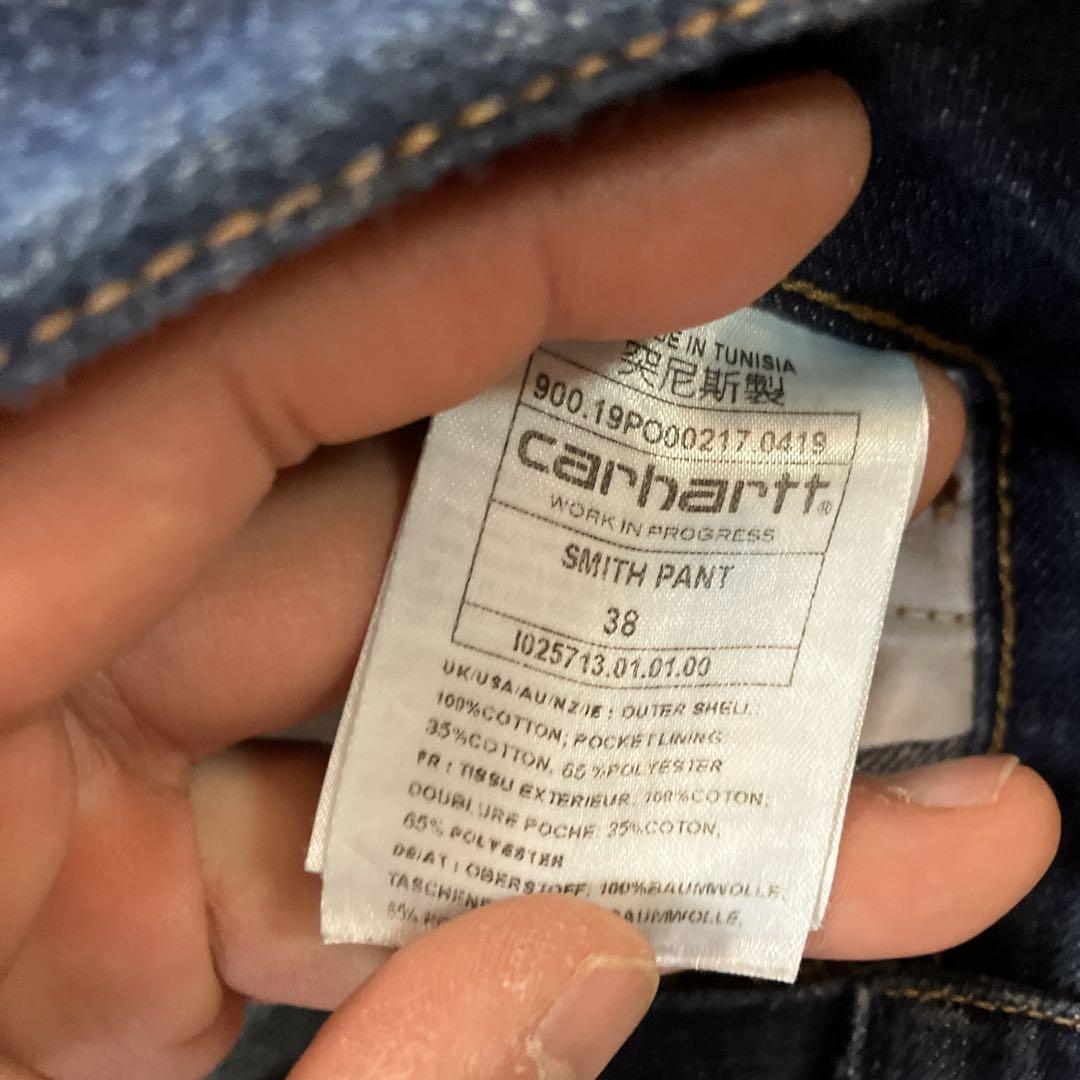 IN TUNISIA
突尼斯製
900.19PO00217.0419
carhartt®
WORK IN PROGRESS
SMITH PANT
38
I025713.01.01.00
UK/USA/AU/NZ/IE : OUTER SHELL:
100%COTTON; POCKETLINING:
35%COTTON, 65%POLYESTER
FR : TISSU EXTERIEUR: 100%COTON;
DOUBLURE POCHE: 35%COTON,
65% POLYESTER
DE/AT : OBERSTOFF: 100%BAUMWOLLE;
65%